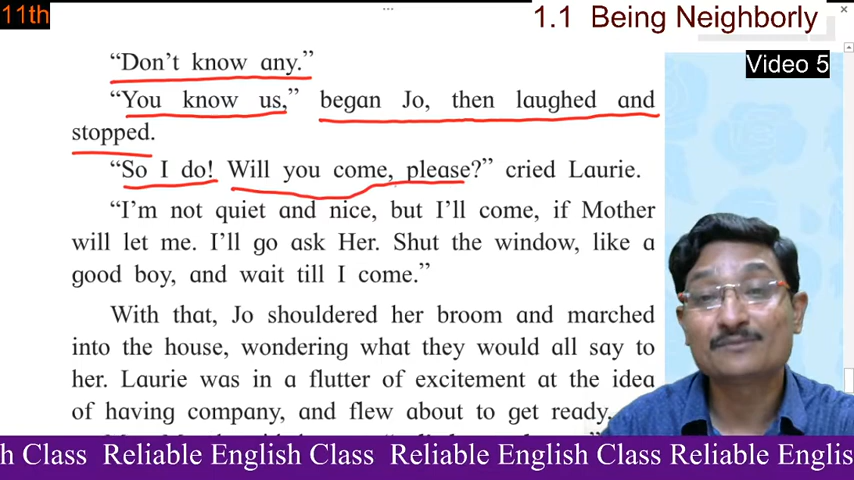 11th
1.1 Being Neighborly
Video 5
“Don’t know any.”
“You know us,” began Jo, then laughed and
stopped.
“So I do! Will you come, please?” cried Laurie.
“I’m not quiet and nice, but I’ll come, if Mother
will let me. I’ll go ask Her. Shut the window, like a
good boy, and wait till I come.”
With that, Jo shouldered her broom and marched
into the house, wondering what they would all say to
her. Laurie was in a flutter of excitement at the idea
of having company, and flew about to get ready.
h Class Reliable English Class Reliable English Class Reliable Englis